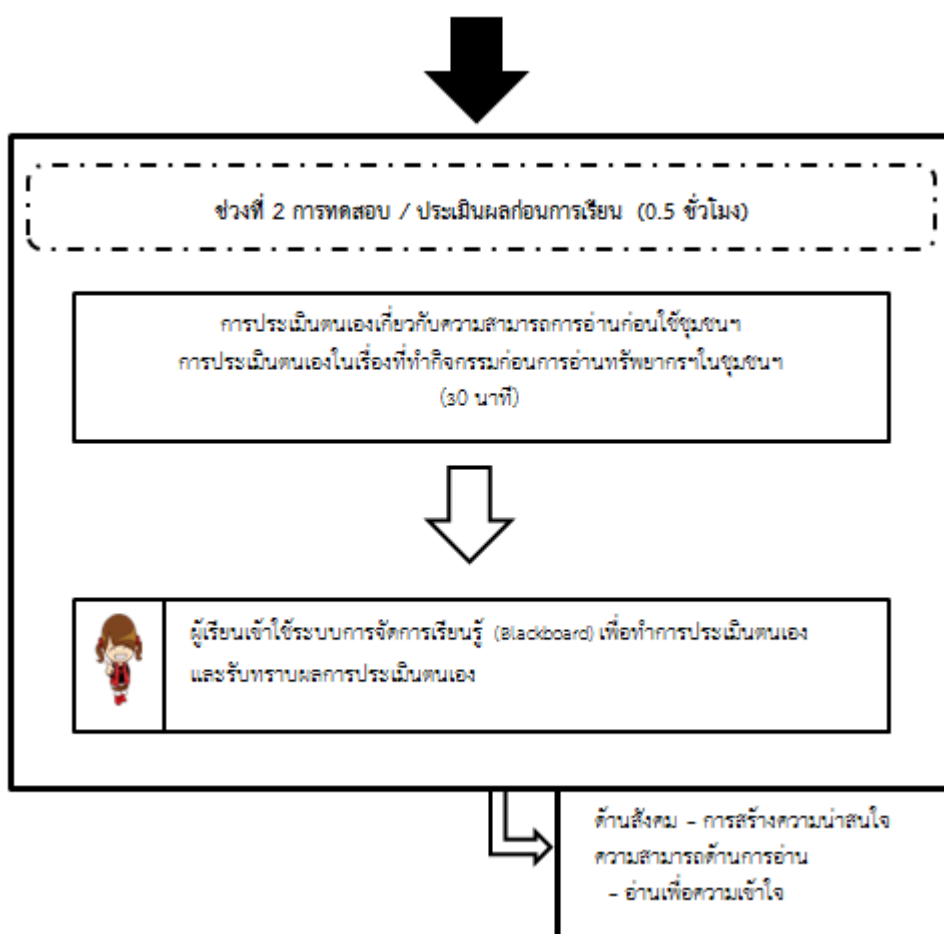 ช่วงที่ 2 การทดสอบ / ประเมินผลก่อนการเรียน (0.5 ชั่วโมง)
การประเมินตนเองเกี่ยวกับความสามารถการอ่านก่อนใช้ชุมชนฯ
การประเมินตนเองในเรื่องที่ทำกิจกรรมก่อนการอ่านทรัพยากรฯในชุมชนฯ
(30 นาที)
ผู้เรียนเข้าใช้ระบบการจัดการเรียนรู้ (Blackboard) เพื่อทำการประเมินตนเอง
และรับทราบผลการประเมินตนเอง
ด้านสังคม – การสร้างความน่าสนใจ
ความสามารถด้านการอ่าน
– อ่านเพื่อความเข้าใจ